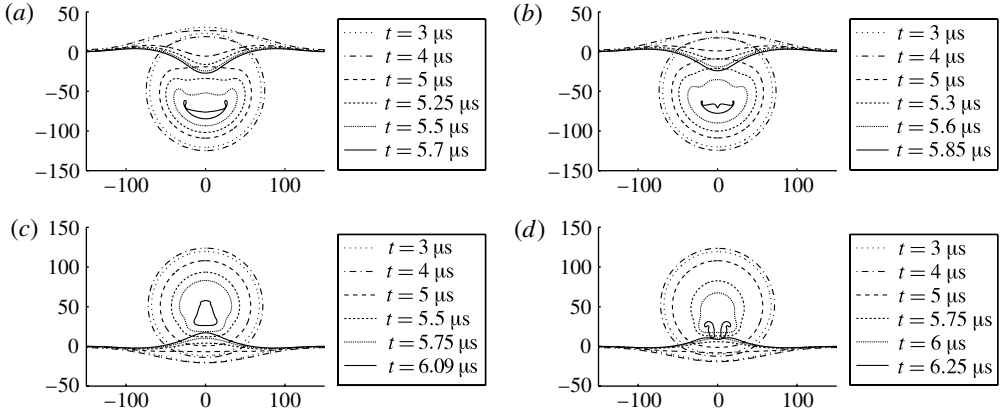 (a)
50
0
−50
−100
−150
−100
0
100
t = 3 μs
t = 4 μs
t = 5 μs
t = 5.25 μs
t = 5.5 μs
t = 5.7 μs
(b)
50
0
−50
−100
−150
−100
0
100
t = 3 μs
t = 4 μs
t = 5 μs
t = 5.3 μs
t = 5.6 μs
t = 5.85 μs
(c)
150
100
50
0
−50
−100
0
100
t = 3 μs
t = 4 μs
t = 5 μs
t = 5.5 μs
t = 5.75 μs
t = 6.09 μs
(d)
150
100
50
0
−50
−100
0
100
t = 3 μs
t = 4 μs
t = 5 μs
t = 5.75 μs
t = 6 μs
t = 6.25 μs